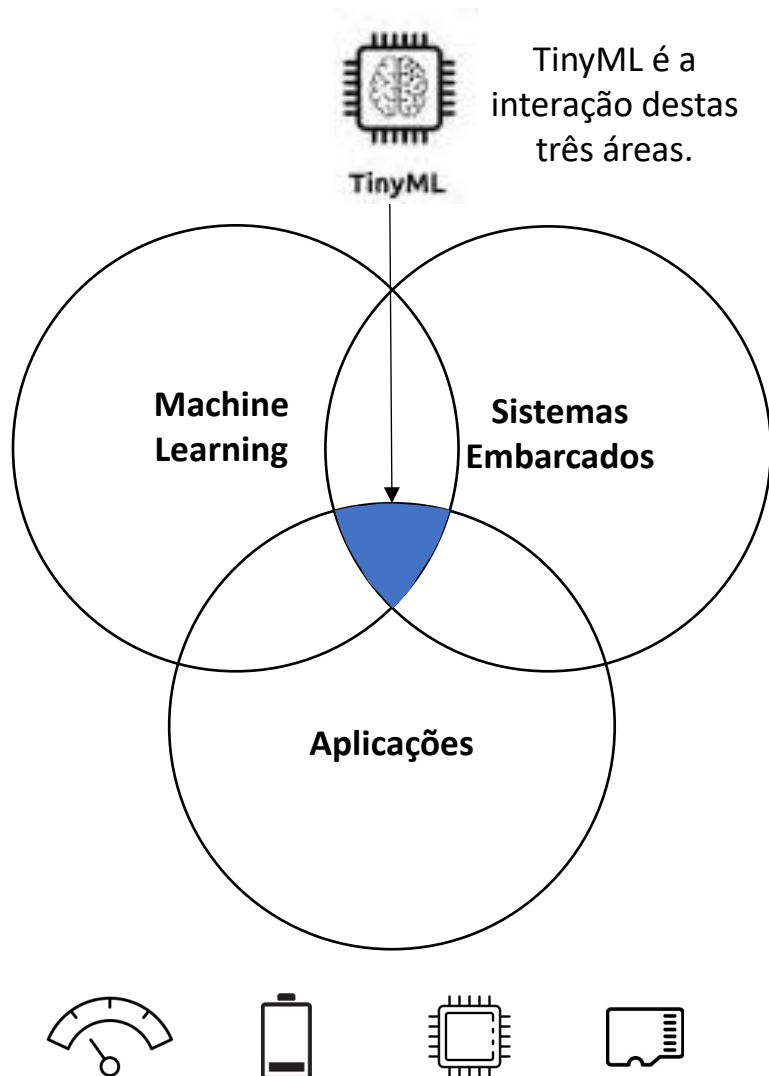 TinyML é a
interação destas
três áreas.
TinyML
Machine
Learning
Sistemas
Embarcados
Aplicações